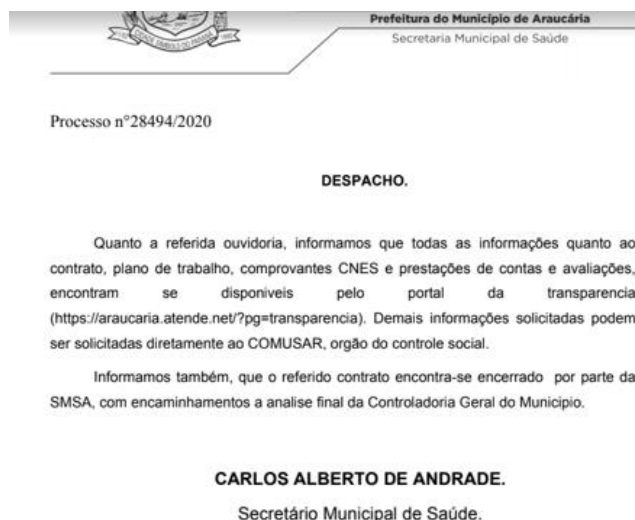 Prefeitura do Município de Araucária
Secretaria Municipal de Saúde
Processo n°28494/2020
DESPACHO.
Quanto a referida ouvidoria, informamos que todas as informações quanto ao
contrato, plano de trabalho, comprovantes CNES e prestações de contas e avaliações,
encontram se disponiveis pelo portal da transparencia
(https://araucaria.atende.net/?pg=transparencia). Demais informações solicitadas podem
ser solicitadas diretamente ao COMUSAR, orgão do controle social.
Informamos também, que o referido contrato encontra-se encerrado por parte da
SMSA, com encaminhamentos a analise final da Controladoria Geral do Municipio.
CARLOS ALBERTO DE ANDRADE.
Secretário Municipal de Saúde.